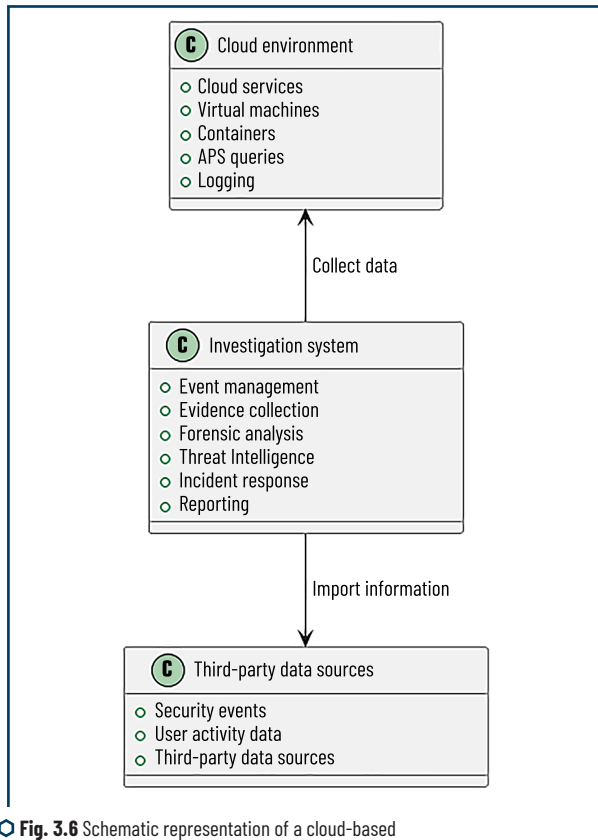 C Cloud environment
Cloud services
Virtual machines
Containers
APS queries
Logging
Collect data
C Investigation system
Event management
Evidence collection
Forensic analysis
Threat Intelligence
Incident response
Reporting
Import information
C Third-party data sources
Security events
User activity data
Third-party data sources
Fig. 3.6 Schematic representation of a cloud-based